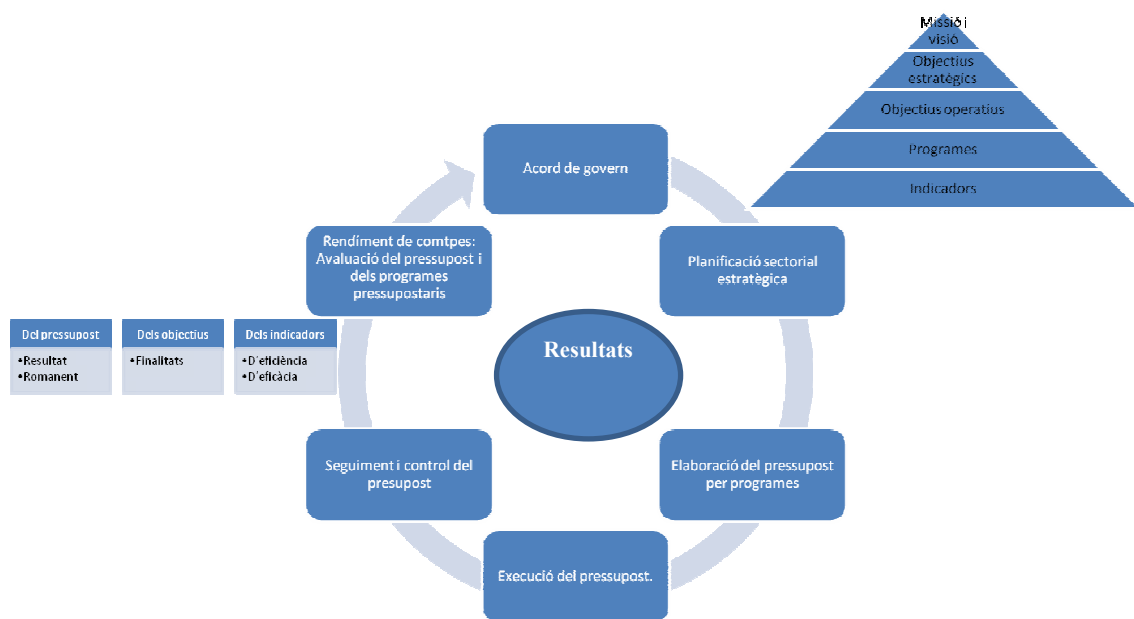 Missió i
visió
Objectius
estratègics
Objectius operatius
Programes
Indicadors
Acord de govern
Planificació sectorial
estratègica
Elaboració del pressupost
per programes
Execució del pressupost.
Seguiment i control del
presupost
Rendíment de comtpes:
Avaluació del pressupost i
dels programes
pressupostaris
Resultats
Del pressupost
•Resultat
•Romanent
Dels objectius
•Finalitats
Dels indicadors
•D´eficiència
•D´eficàcia